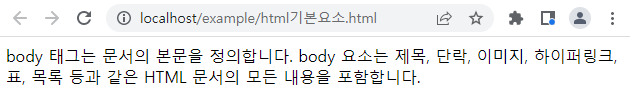 localhost/example/html기본요소.html
body 태그는 문서의 본문을 정의합니다. body 요소는 제목, 단락, 이미지, 하이퍼링크,
표, 목록 등과 같은 HTML 문서의 모든 내용을 포함합니다.